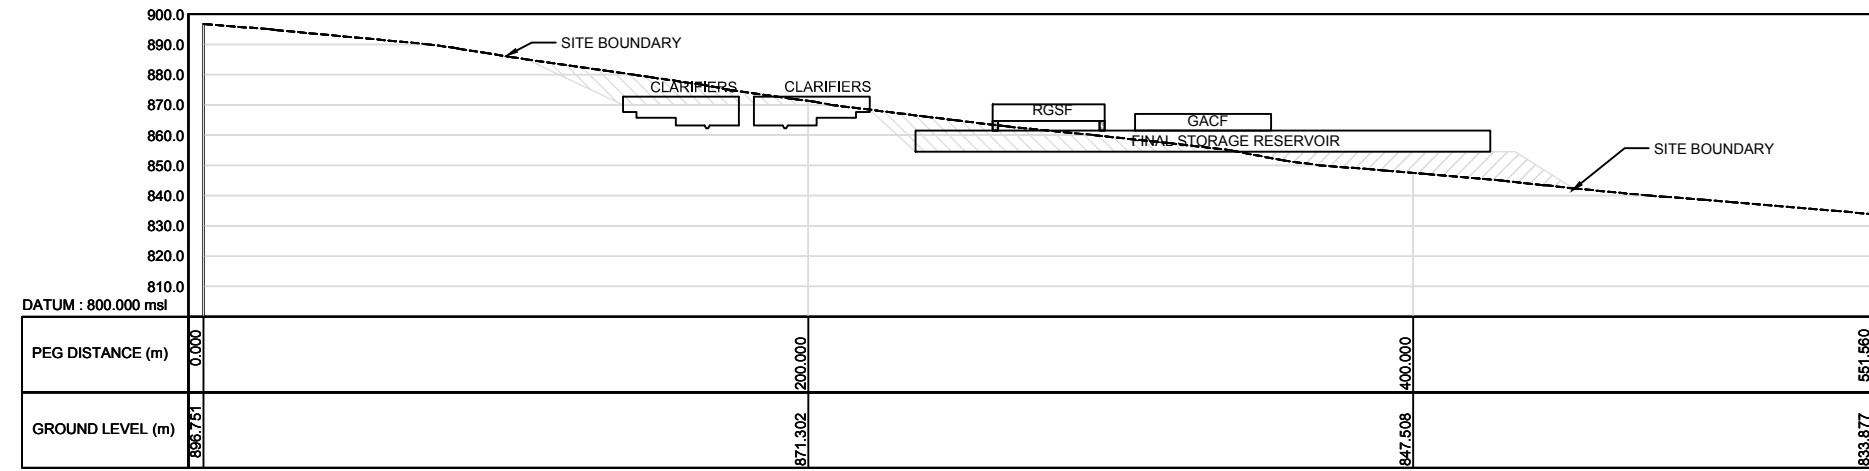 900.0
890.0
SITE BOUNDARY
880.0
CLARIFIERS
CLARIFIERS
870.0
RGSF
GACF
860.0
FINAL STORAGE RESERVOIR
SITE BOUNDARY
850.0
840.0
830.0
820.0
810.0
DATUM : 800.000 msl
PEG DISTANCE (m)
0.000
200.000
400.000
551.560
GROUND LEVEL (m)
896.751
871.302
847.508
833.877